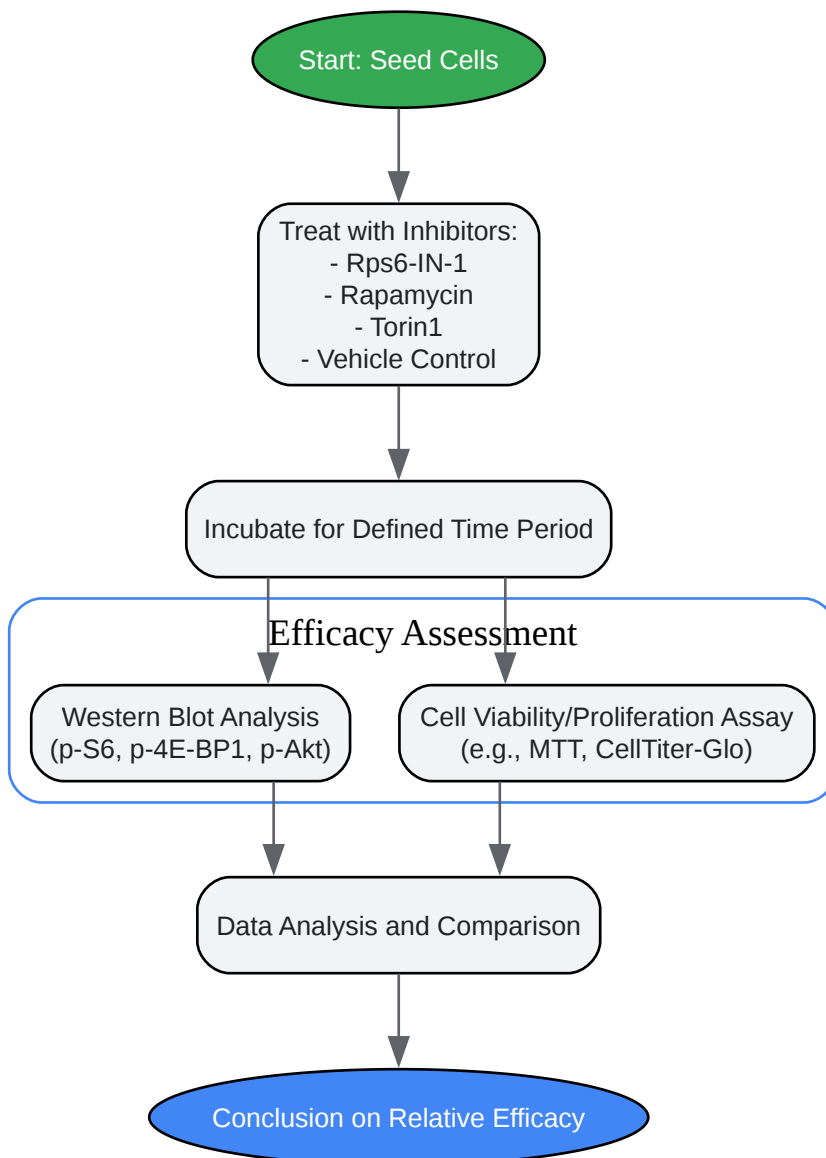 Start: Seed Cells
Treat with Inhibitors:
- Rps6-IN-1
- Rapamycin
- Torin1
- Vehicle Control
Incubate for Defined Time Period
Efficacy Assessment
Western Blot Analysis
(p-S6, p-4E-BP1, p-Akt)
Cell Viability/Proliferation Assay
(e.g., MTT, CellTiter-Glo)
Data Analysis and Comparison
Conclusion on Relative Efficacy